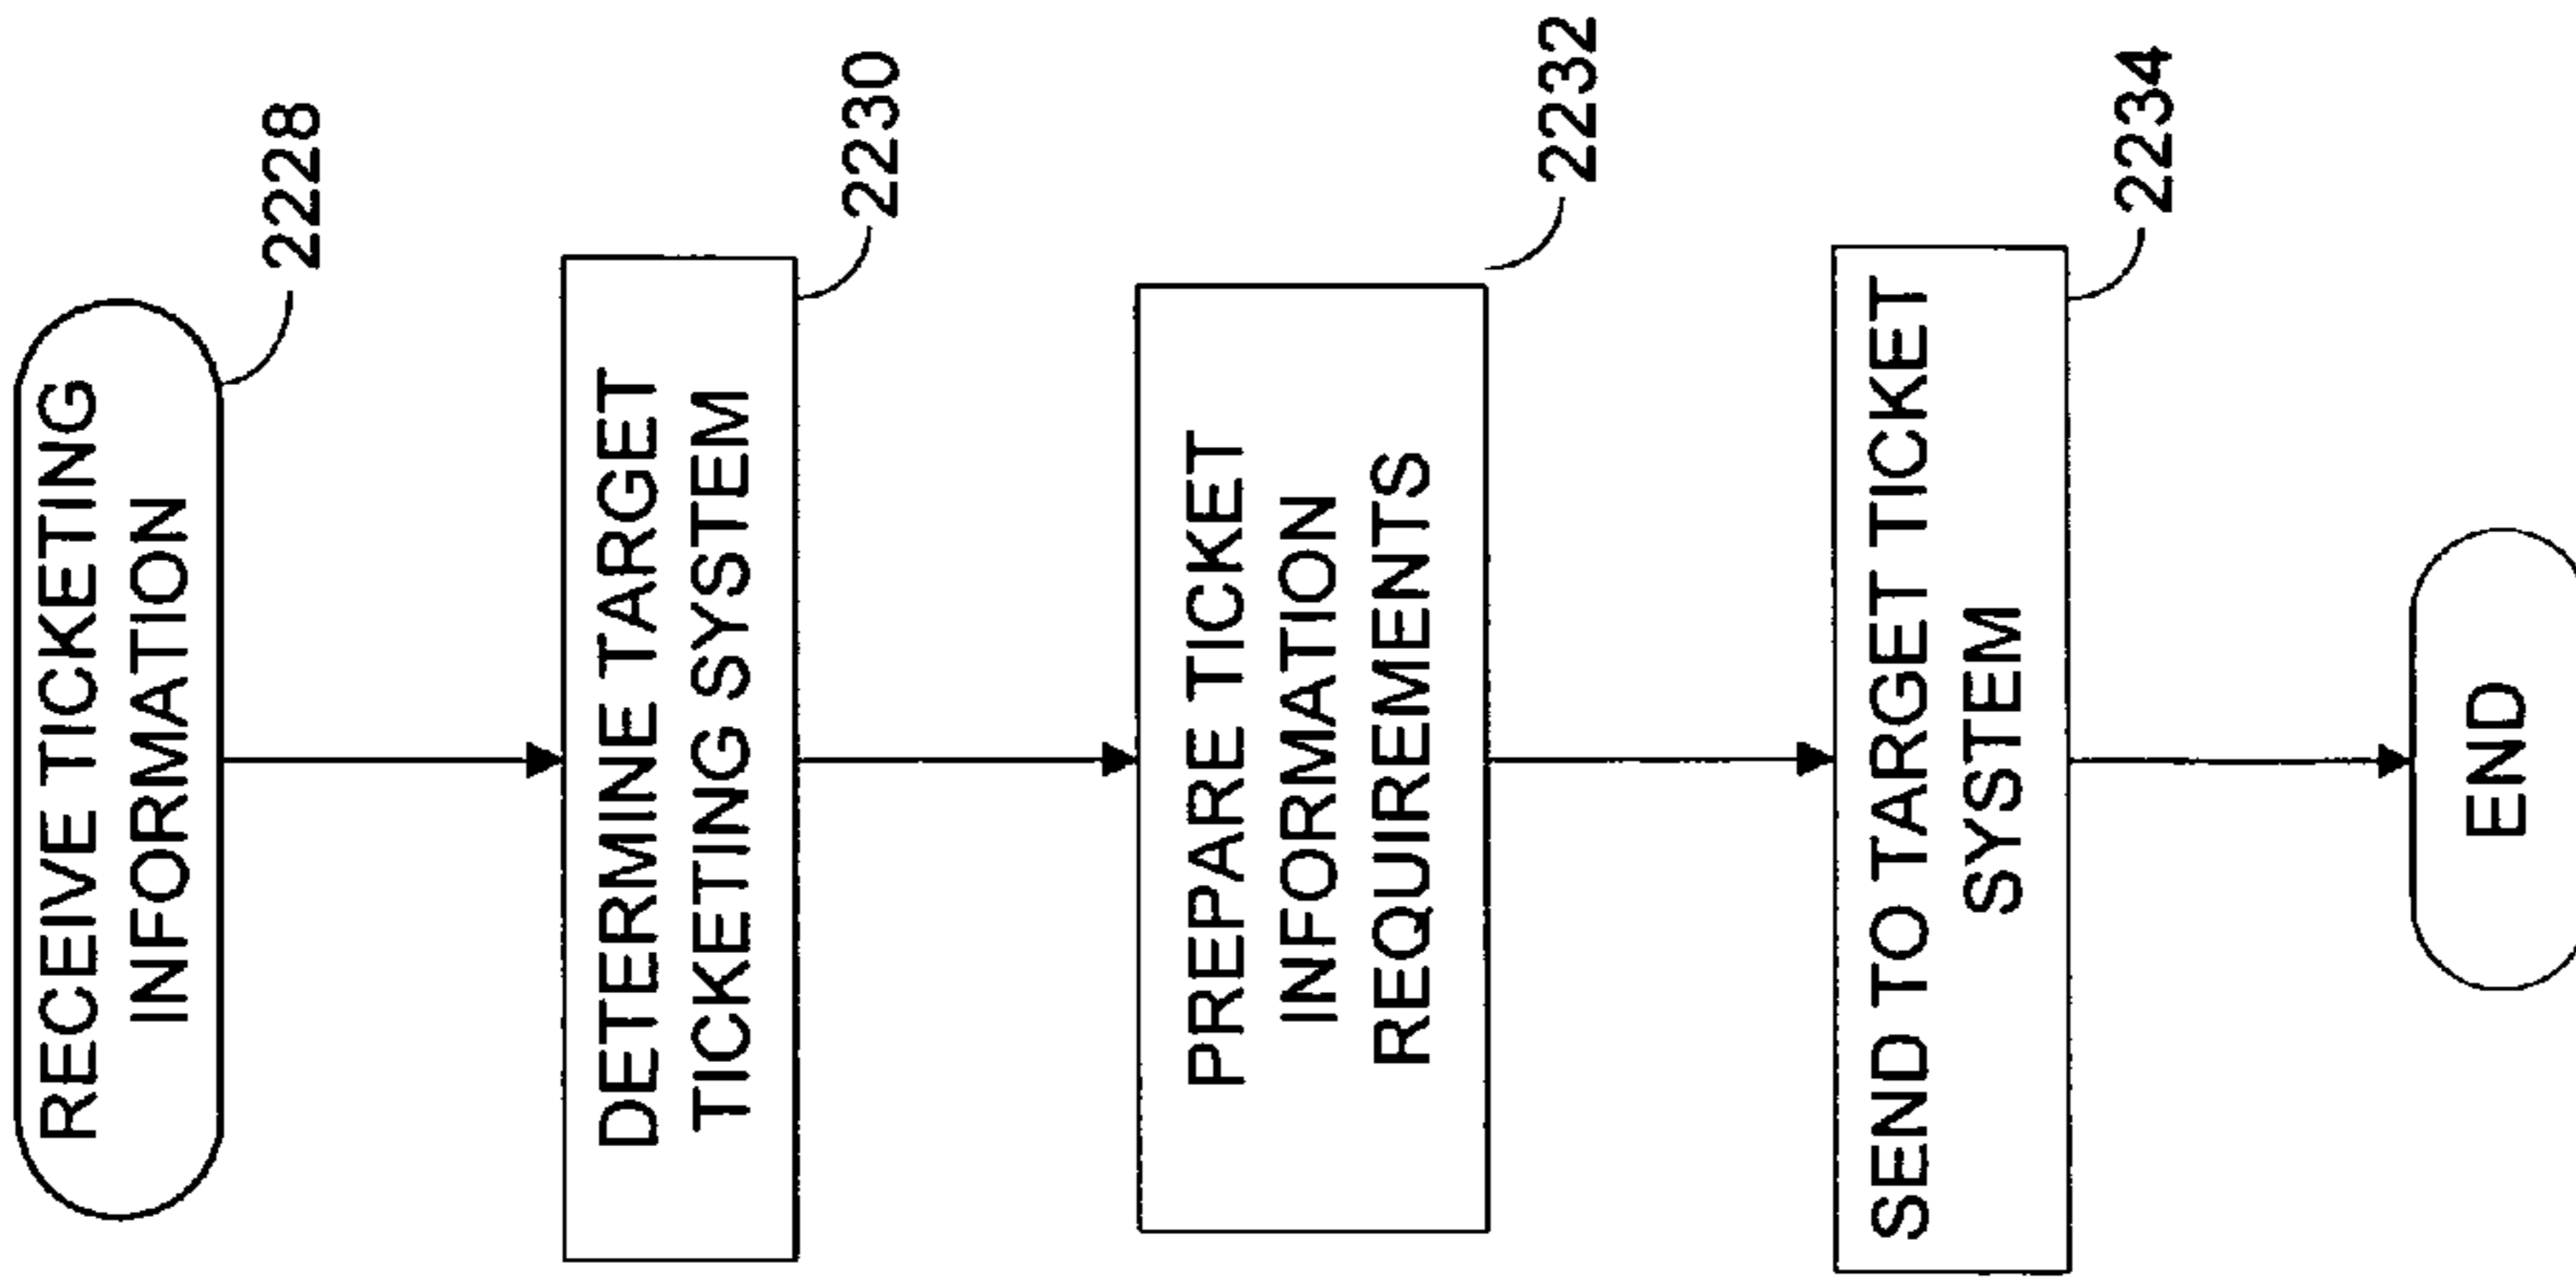 RECEIVE TICKETING
INFORMATION
2228
DETERMINE TARGET
TICKETING SYSTEM
2230
PREPARE TICKET
INFORMATION
REQUIREMENTS
2232
SEND TO TARGET TICKET
SYSTEM
2234
END